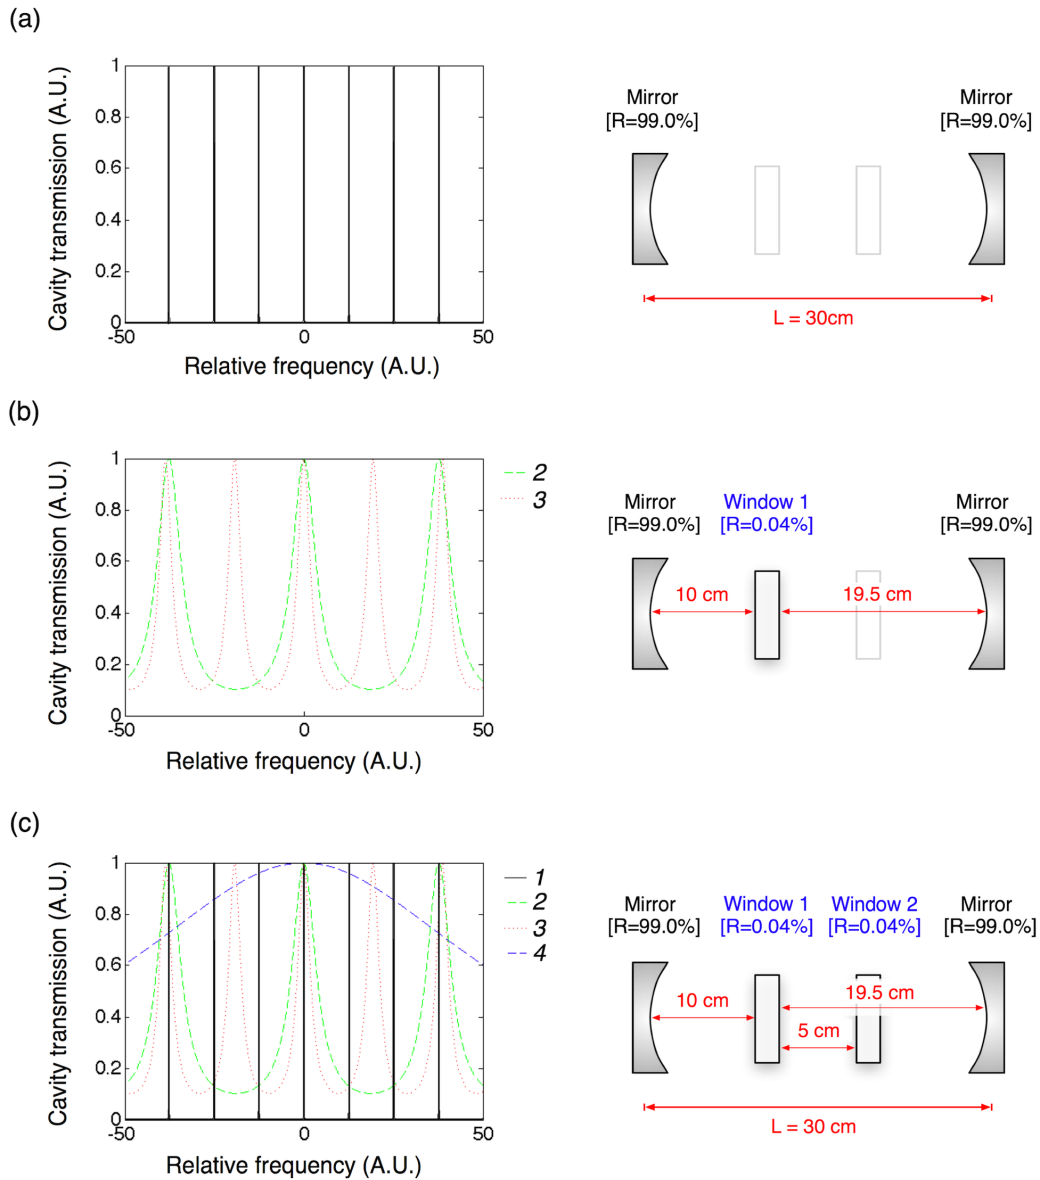 (a)
Cavity transmission (A.U.)
1
0.8
0.6
0.4
0.2
0
-50
0
50
Relative frequency (A.U.)
Mirror
[R=99.0%]
Mirror
[R=99.0%]
L = 30cm
(b)
Cavity transmission (A.U.)
1
0.8
0.6
0.4
0.2
0
-50
0
50
Relative frequency (A.U.)
2
3
Mirror
[R=99.0%]
Window 1
[R=0.04%]
Mirror
[R=99.0%]
10 cm
19.5 cm
(c)
Cavity transmission (A.U.)
1
0.8
0.6
0.4
0.2
0
-50
0
50
Relative frequency (A.U.)
1
2
3
4
Mirror
[R=99.0%]
Window 1
[R=0.04%]
Window 2
[R=0.04%]
Mirror
[R=99.0%]
10 cm
19.5 cm
5 cm
L = 30 cm